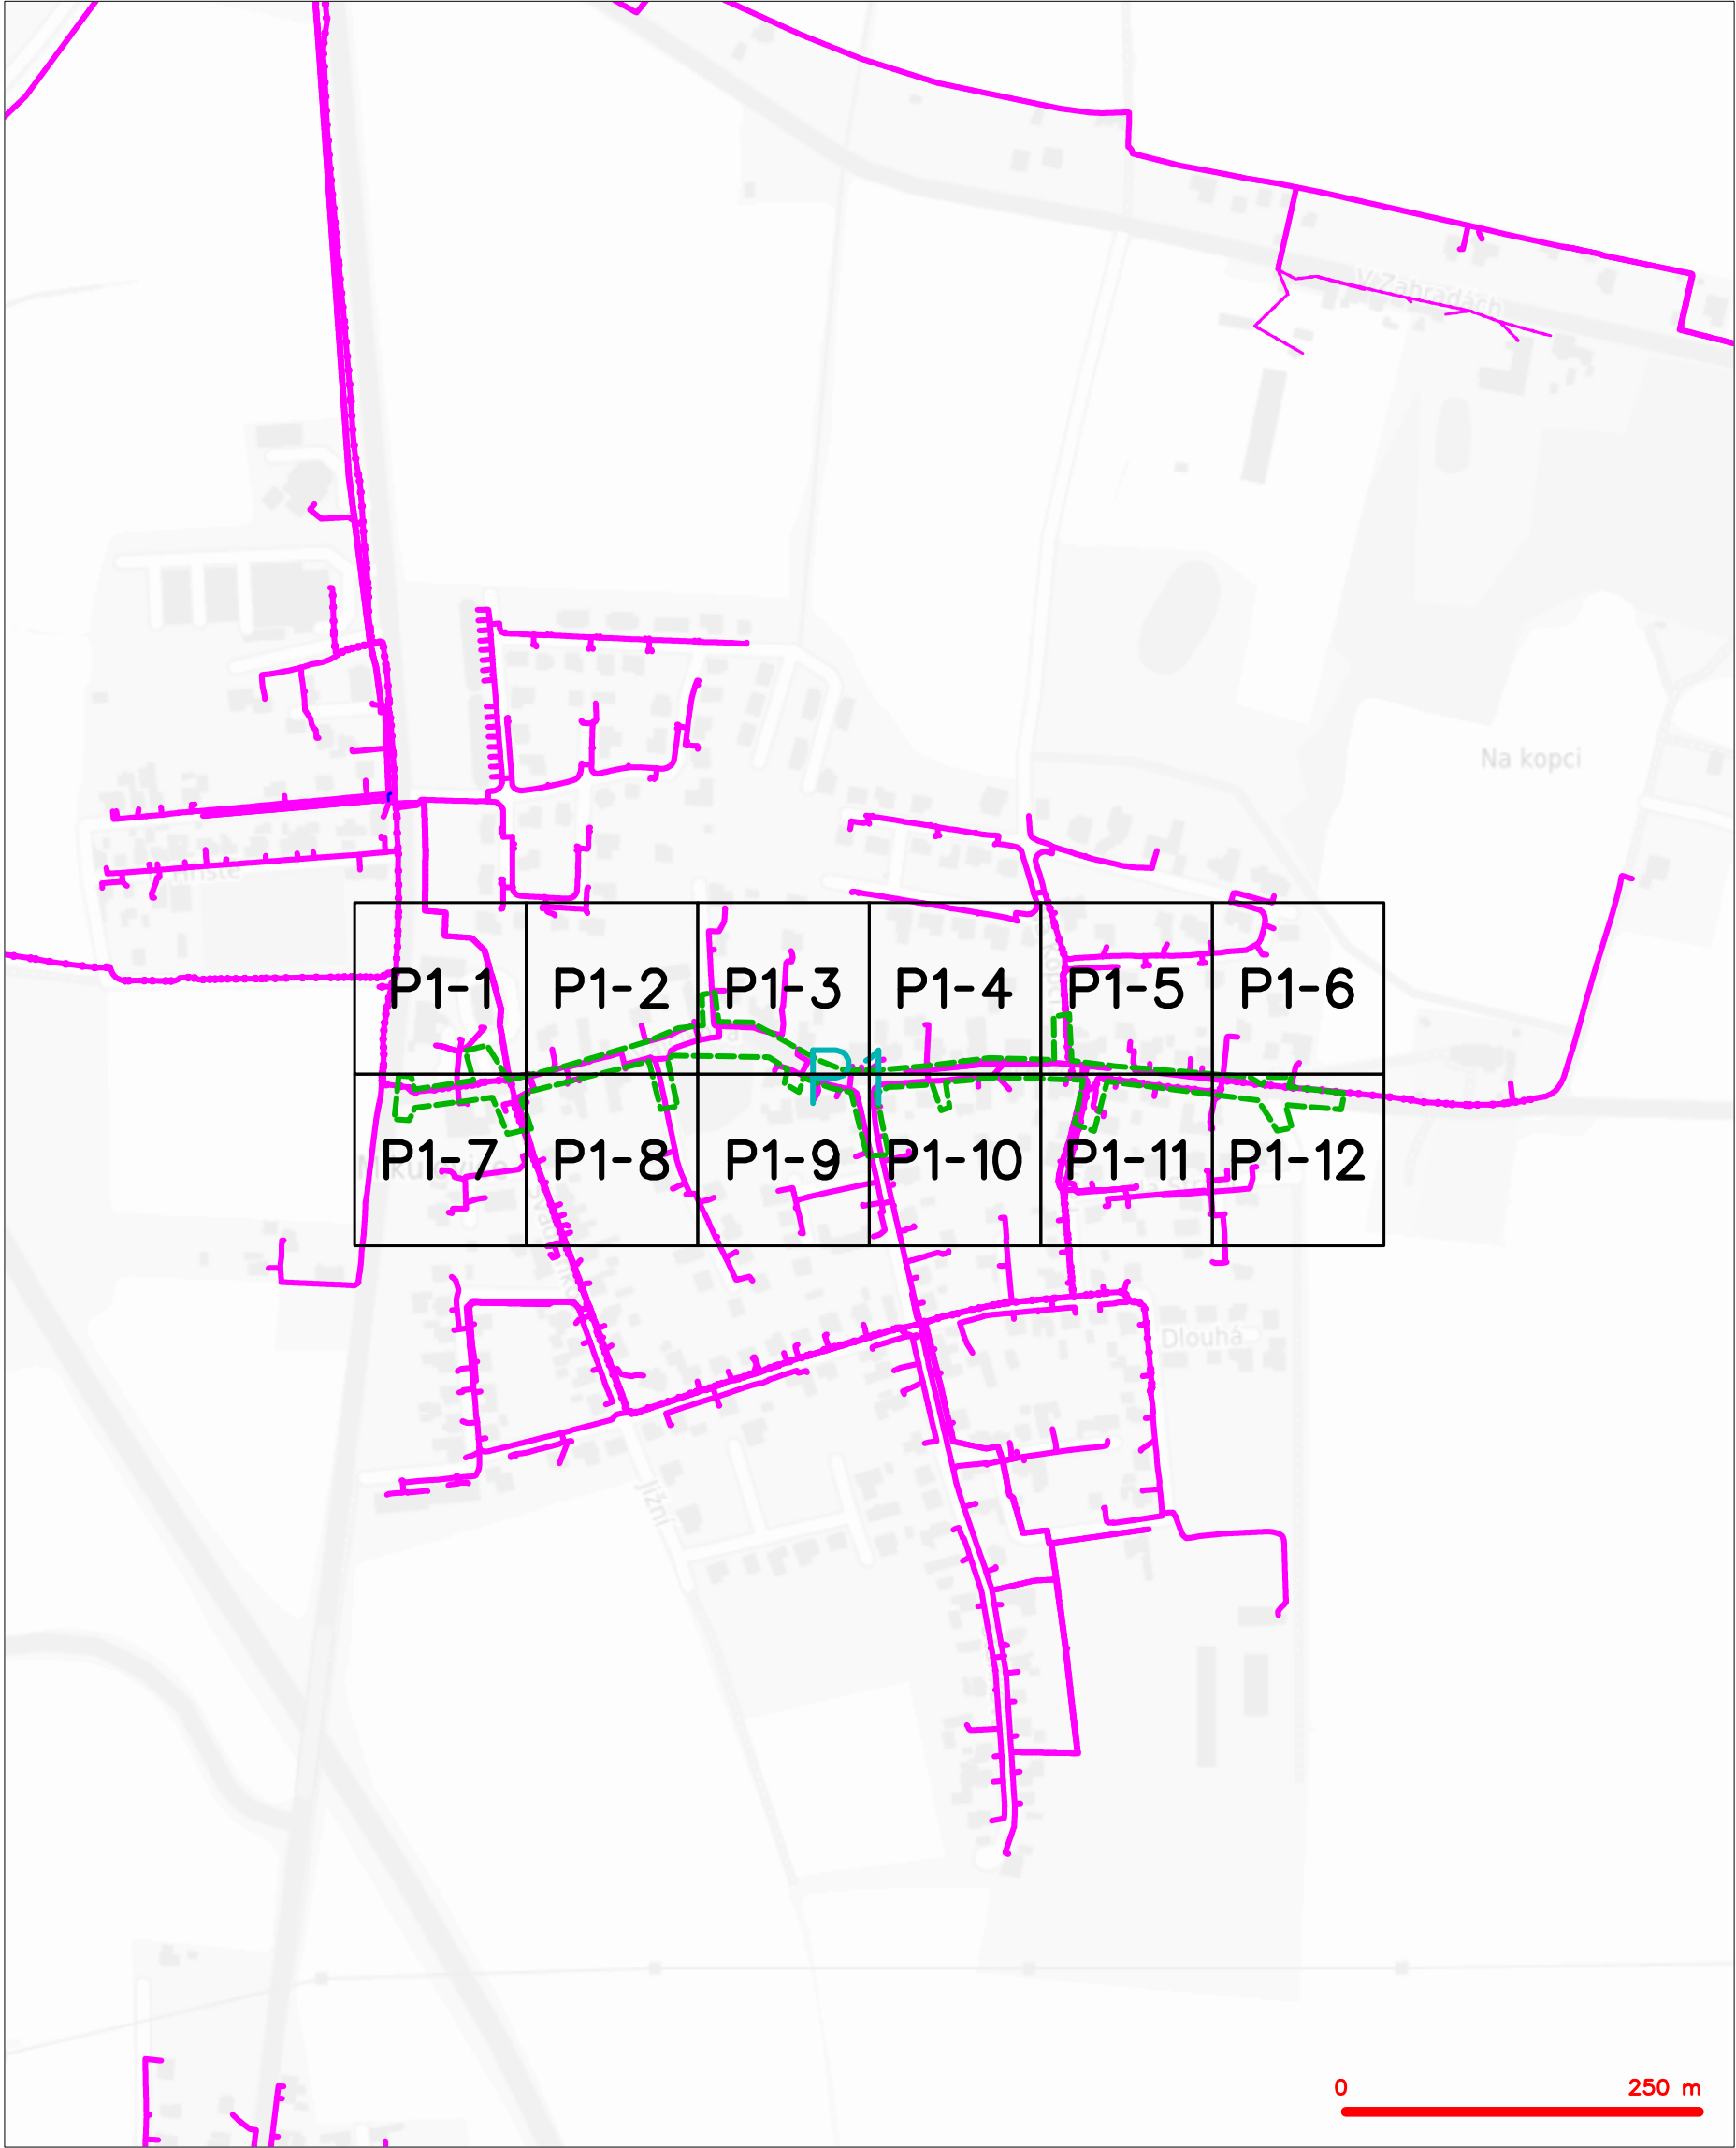 V Zahradách
Na kopci
P1-1
P1-2
P1-3
P1-4
P1-5
P1-6
P1
P1-7
P1-8
P1-9
P1-10
P1-11
P1-12
Dlouhá
Jižní
0
250 m